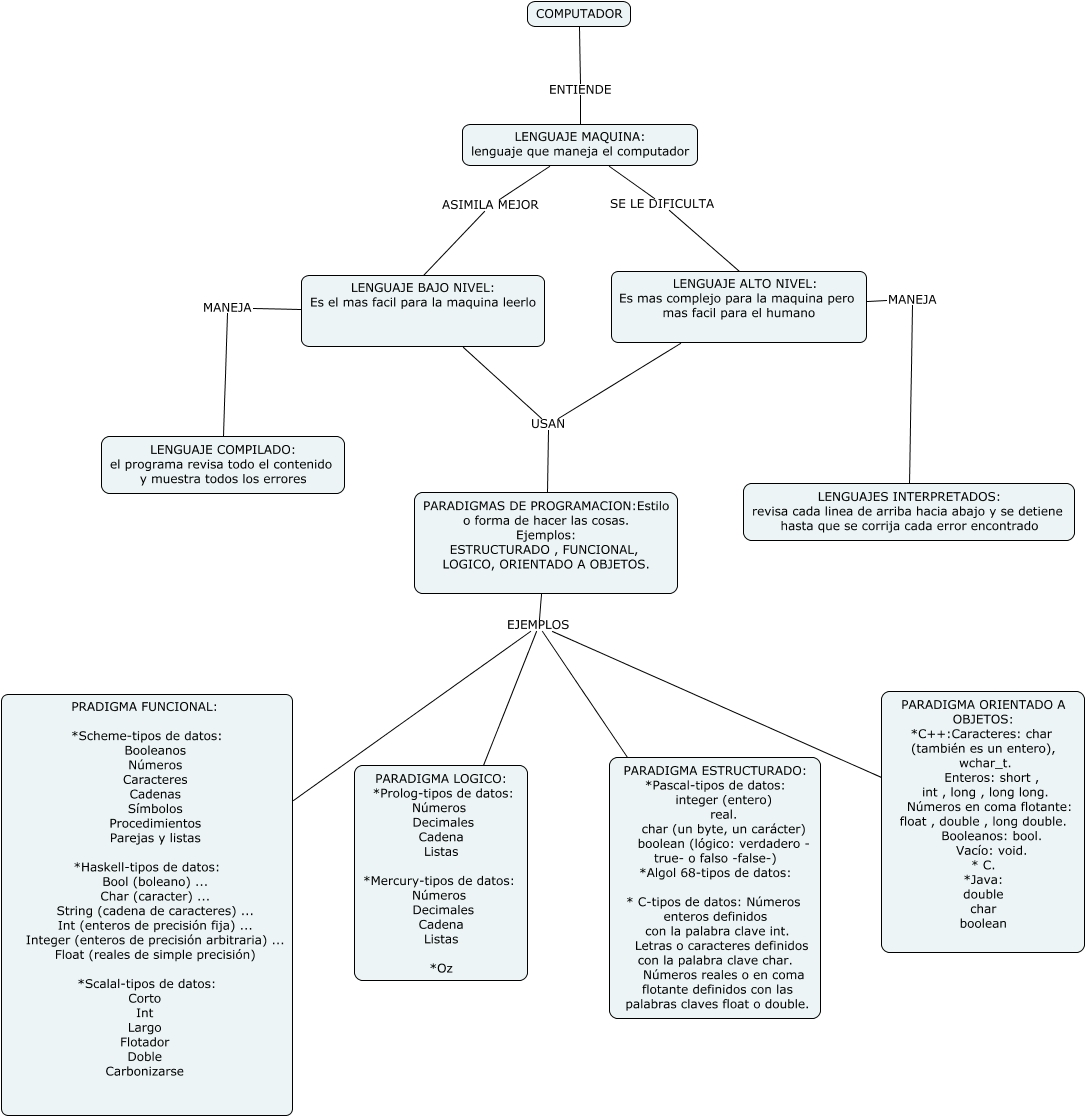 COMPUTADOR
ENTIENDE
LENGUAJE MAQUINA:
lenguaje que maneja el computador
ASIMILA MEJOR
SE LE DIFICULTA
LENGUAJE BAJO NIVEL:
Es el mas facil para la maquina leerlo
LENGUAJE ALTO NIVEL:
Es mas complejo para la maquina pero
mas facil para el humano
MANEJA
MANEJA
USAN
LENGUAJE COMPILADO:
el programa revisa todo el contenido
y muestra todos los errores
PARADIGMAS DE PROGRAMACION:Estilo
o forma de hacer las cosas.
Ejemplos:
ESTRUCTURADO , FUNCIONAL,
LOGICO, ORIENTADO A OBJETOS.
LENGUAJES INTERPRETADOS:
revisa cada linea de arriba hacia abajo y se detiene
hasta que se corrija cada error encontrado
EJEMPLOS
PRADIGMA FUNCIONAL:
*Scheme-tipos de datos:
Booleanos
Números
Caracteres
Cadenas
Símbolos
Procedimientos
Parejas y listas
*Haskell-tipos de datos:
Bool (boleano) ...
Char (caracter) ...
String (cadena de caracteres) ...
Int (enteros de precisión fija) ...
Integer (enteros de precisión arbitraria) ...
Float (reales de simple precisión)
*Scalal-tipos de datos:
Corto
Int
Largo
Flotador
Doble
Carbonizarse
PARADIGMA LOGICO:
*Prolog-tipos de datos:
Números
Decimales
Cadena
Listas
*Mercury-tipos de datos:
Números
Decimales
Cadena
Listas
*Oz
PARADIGMA ESTRUCTURADO:
*Pascal-tipos de datos:
integer (entero)
real.
char (un byte, un carácter)
boolean (lógico: verdadero -
true- o falso -false-)
*Algol 68-tipos de datos:
* C-tipos de datos: Números
enteros definidos
con la palabra clave int.
Letras o caracteres definidos
con la palabra clave char.
Números reales o en coma
flotante definidos con las
palabras claves float o double.
PARADIGMA ORIENTADO A
OBJETOS:
*C++:Caracteres: char
(también es un entero),
wchar_t.
Enteros: short ,
int , long , long long.
Números en coma flotante:
float , double , long double.
Booleanos: bool.
Vacío: void.
* C.
*Java:
double
char
boolean